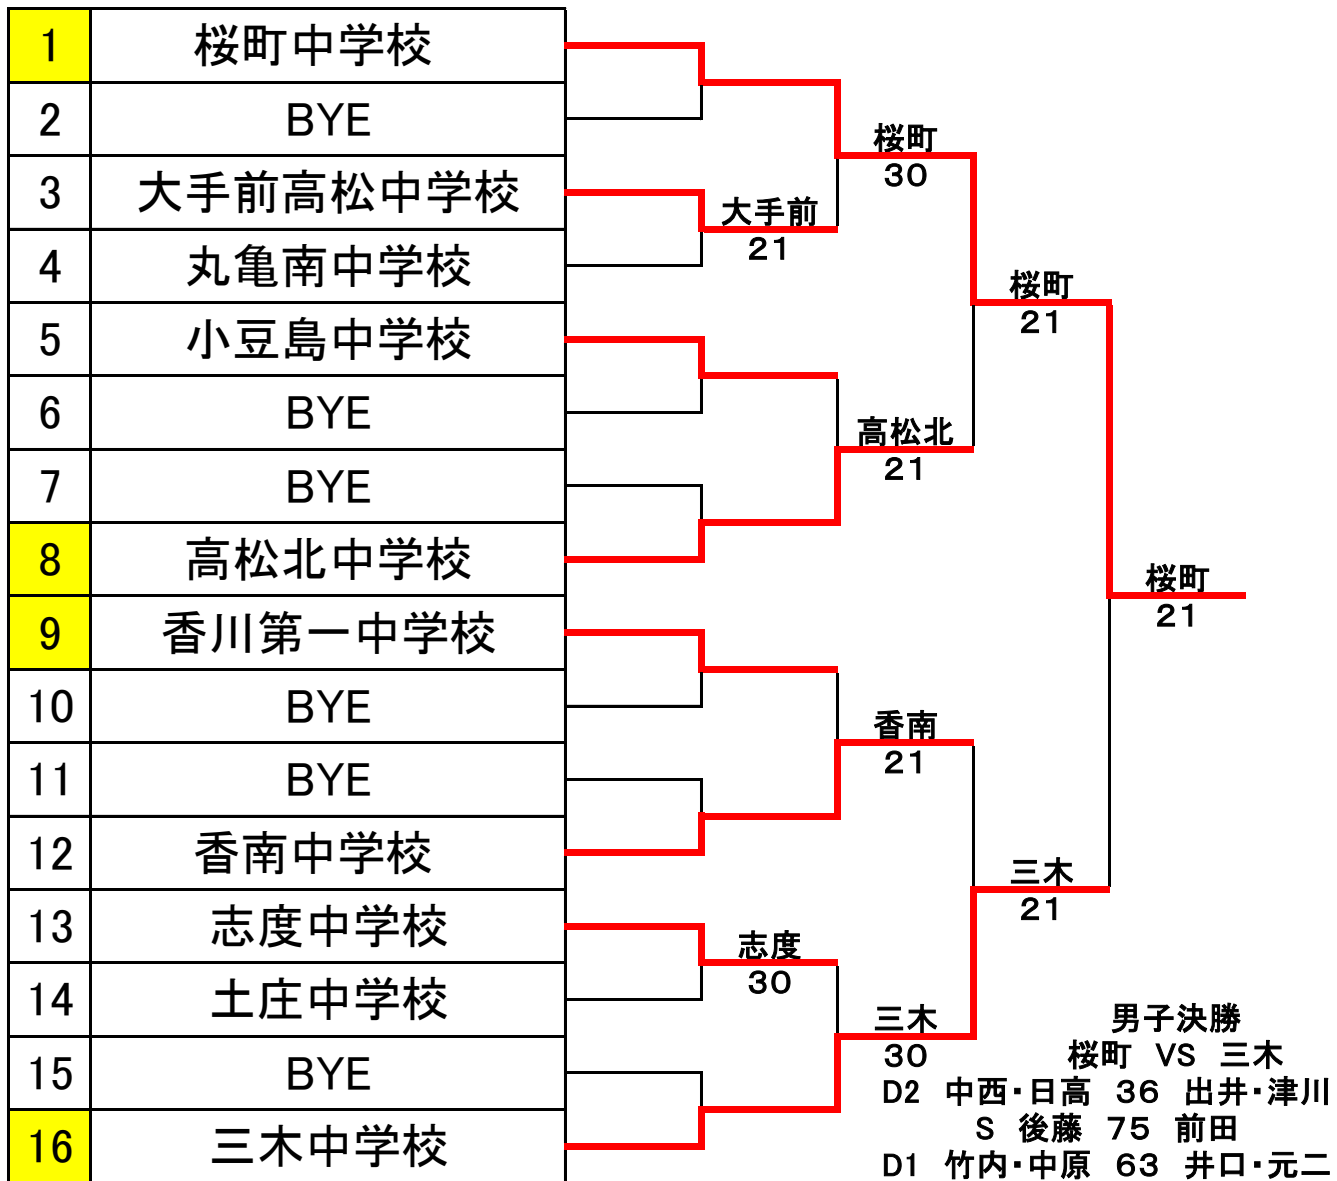 1 桜町中学校
2 BYE
3 大手前高松中学校
4 丸亀南中学校
5 小豆島中学校
6 BYE
7 BYE
8 高松北中学校
9 香川第一中学校
10 BYE
11 BYE
12 香南中学校
13 志度中学校
14 土庄中学校
15 BYE
16 三木中学校
大手前
21
志度
30
桜町
30
高松北
21
香南
21
三木
30
桜町
21
三木
21
桜町
21
男子決勝
桜町 VS 三木
D2 中西・日高 36 出井・津川
S 後藤 75 前田
D1 竹内・中原 63 井口・元二